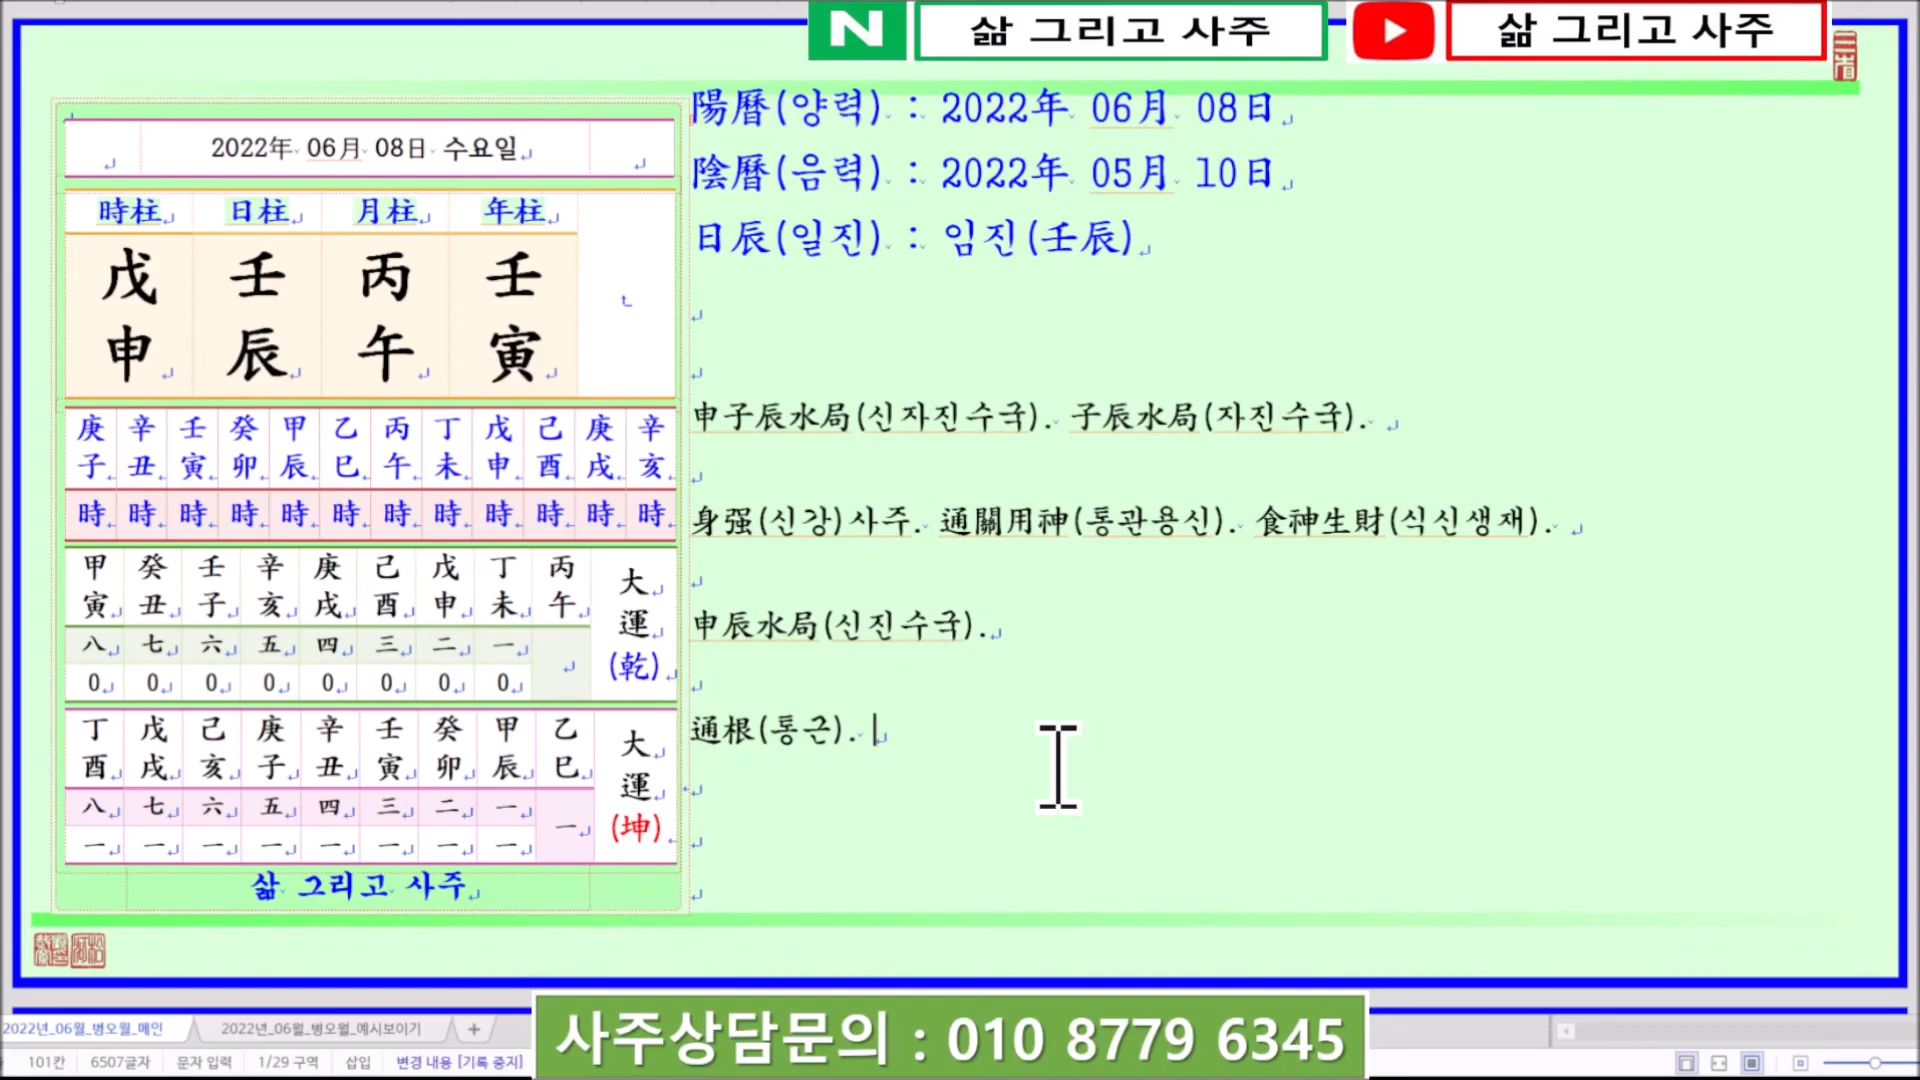 N 삶 그리고 사주 삶 그리고 사주
2022年 06月 08日 수요일
時柱 日柱 月柱 年柱
戊 壬 丙 壬
申 辰 午 寅
庚 辛 壬 癸 甲 乙 丙 丁 戊 己 庚 辛
子 丑 寅 卯 辰 巳 午 未 申 酉 戌 亥
時 時 時 時 時 時 時 時 時 時 時 時
甲 癸 壬 辛 庚 己 戊 丁 丙
寅 丑 子 亥 戌 酉 申 未 午
八 七 六 五 四 三 二 一
0 0 0 0 0 0 0 0
大
運
(乾)
丁 戊 己 庚 辛 壬 癸 甲 乙
酉 戌 亥 子 丑 寅 卯 辰 巳
八 七 六 五 四 三 二 一 一
一 一 一 一 一 一 一 一
大
運
(坤)
삶 그리고 사주
陽曆(양력) : 2022年 06月 08日
陰曆(음력) : 2022年 05月 10日
日辰(일진) : 임진(壬辰)
申子辰水局(신자진수국). 子辰水局(자진수국).
身强(신강)사주. 通關用神(통관용신). 食神生財(식신생재).
申辰水局(신진수국).
通根(통근).
2022년_06월_병오월_메인 2022년_06월_병오월_예시보이기 +
101칸 6507글자 문자 입력 1/29 구역 삽입 변경 내용 [기록 중지]
사주상담문의 : 010 8779 6345